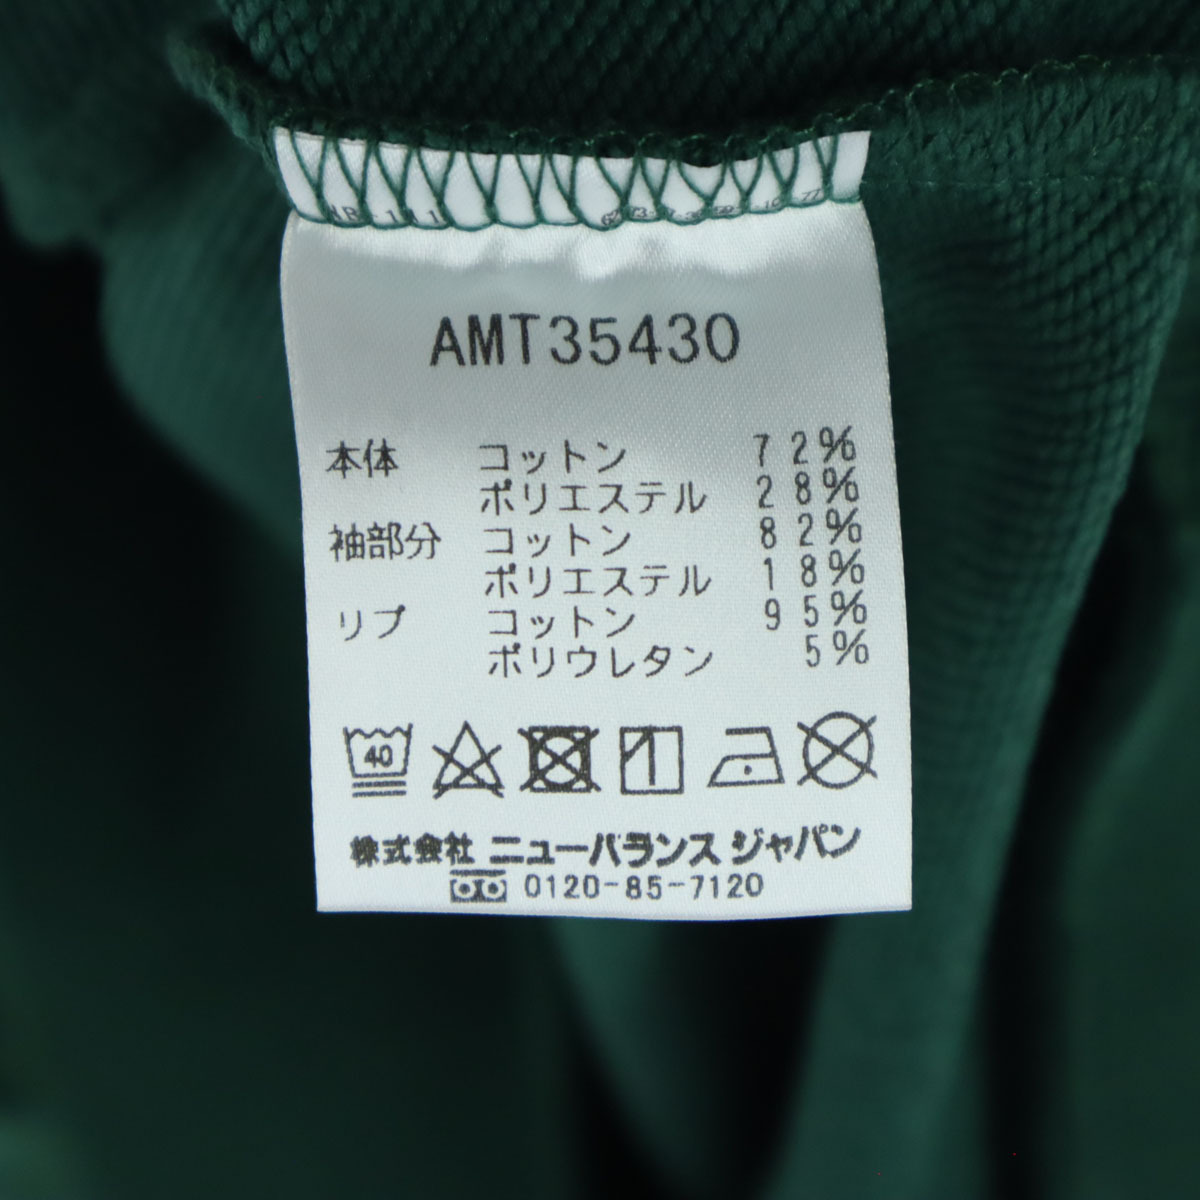 AMT35430
本体 コットン 72%
ポリエステル 28%
袖部分 コットン 82%
ポリエステル 18%
リブ コットン 95%
ポリウレタン 5%
40
株式会社 ニューバランス ジャパン
0120-85-7120